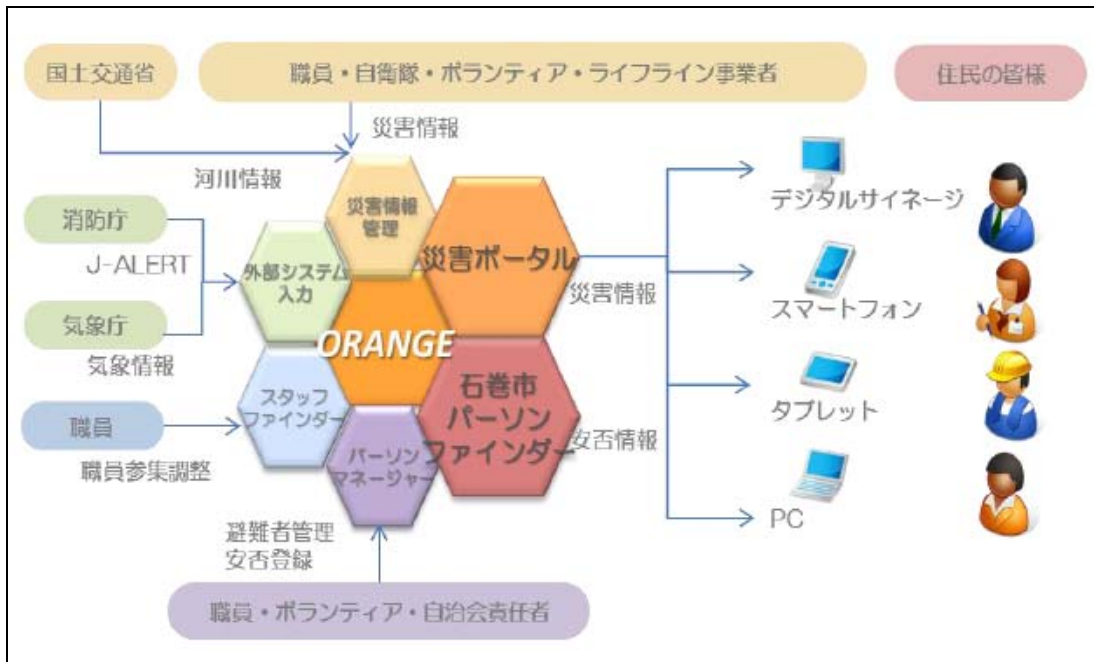 国土交通省
職員・自衛隊・ボランティア・ライフライン事業者
住民の皆様
災害情報
河川情報
災害情報
管理
消防庁
J-ALERT
気象庁
気象情報
外部システム
入力
災害ポータル
ORANGE
スタッフ
ファインダー
石巻市
パーソン
ファインダー
パーソン
マネージャー
職員
職員参集調整
避難者管理
安否登録
職員・ボランティア・自治会責任者
災害情報
安否情報
デジタルサイネージ
スマートフォン
タブレット
PC